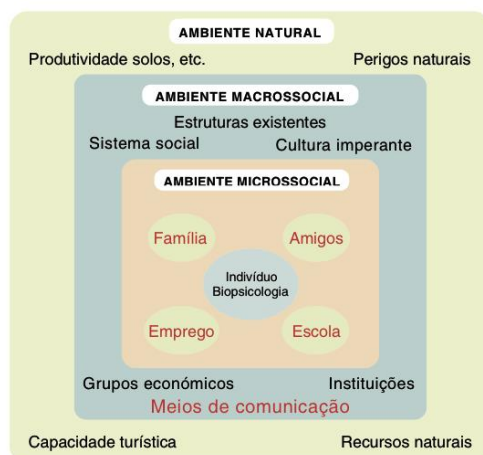 AMBIENTE NATURAL
Produtividade solos, etc.
Perigos naturais
AMBIENTE MACROSSOCIAL
Estruturas existentes
Sistema social
Cultura imperante
AMBIENTE MICROSSOCIAL
Família
Amigos
Indivíduo
Biopsicologia
Emprego
Escola
Grupos económicos
Instituições
Meios de comunicação
Capacidade turística
Recursos naturais